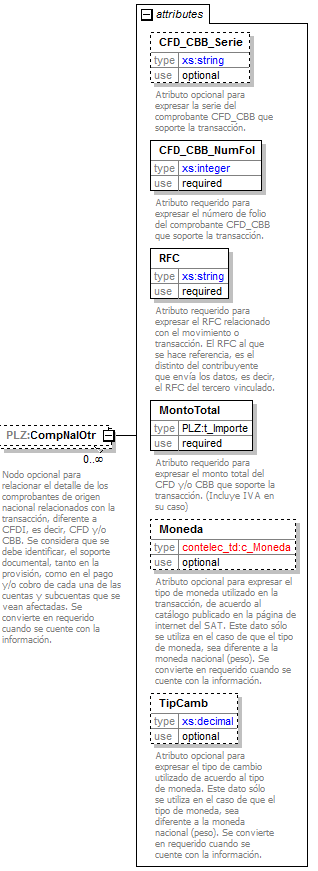 attributes
CFD_CBB_Serie
type xs:string
use optional
Atributo opcional para
expresar la serie del
comprobante CFD_CBB que
soporte la transacción.
CFD_CBB_NumFol
type xs:integer
use required
Atributo requerido para
expresar el número de folio
del comprobante CFD_CBB
que soporte la transacción.
RFC
type xs:string
use required
Atributo requerido para
expresar el RFC relacionado
con el movimiento o
transacción. El RFC al que
se hace referencia, es el
distinto del contribuyente
que envía los datos, es decir,
el RFC del tercero vinculado.
PLZ:CompNalOtr
0..∞
Nodo opcional para
relacionar el detalle de los
comprobantes de origen
nacional relacionados con la
transacción, diferente a
CFDI, es decir, CFD y/o
CBB. Se considera que se
debe identificar, el soporte
documental, tanto en la
provisión, como en el pago
y/o cobro de cada una de las
cuentas y subcuentas que se
vean afectadas. Se
convierte en requerido
cuando se cuente con la
información.
MontoTotal
type PLZ:t_Importe
use required
Atributo requerido para
expresar el monto total del
CFD y/o CBB que soporte la
transacción. (Incluye IVA en
su caso)
Moneda
type contelec_td:c_Moneda
use optional
Atributo opcional para expresar el
tipo de moneda utilizado en la
transacción, de acuerdo al
catálogo publicado en la página de
internet del SAT. Este dato sólo
se utiliza en el caso de que el tipo
de moneda, sea diferente a la
moneda nacional (peso). Se
convierte en requerido cuando se
cuente con la información.
TipCamb
type xs:decimal
use optional
Atributo opcional para
expresar el tipo de cambio
utilizado de acuerdo al tipo
de moneda. Este dato sólo
se utiliza en el caso de que el
tipo de moneda, sea
diferente a la moneda
nacional (peso). Se convierte
en requerido cuando se
cuente con la información.